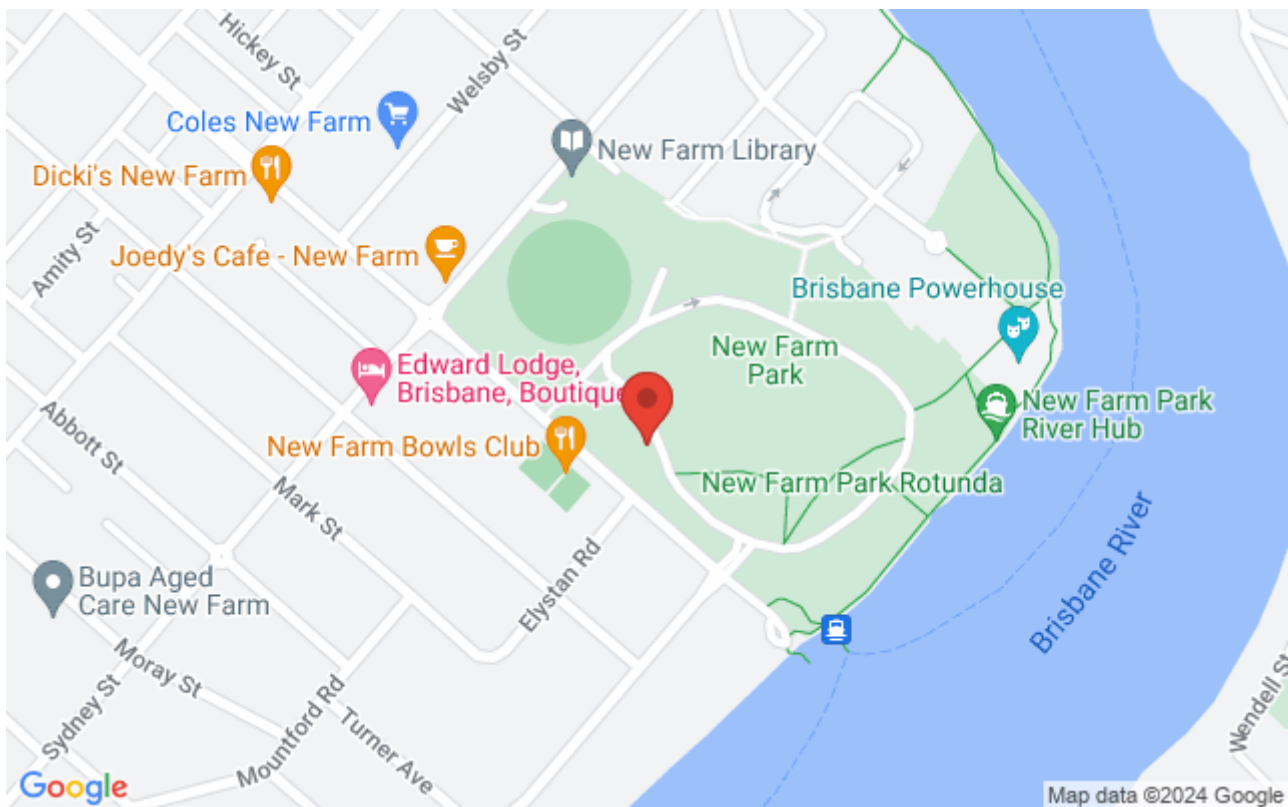 Hickey St
Welsby St
Coles New Farm
New Farm Library
Dicki's New Farm
Amity St
Joedy's Cafe - New Farm
Brisbane Powerhouse
New Farm
Park
Edward Lodge,
Brisbane, Boutique
New Farm Park
River Hub
Abbott St
New Farm Bowls Club
New Farm Park Rotunda
Mark St
Brisbane River
Elystan Rd
Bupa Aged
Care New Farm
Moray St
Sydney St
Mountford Rd
Turner Ave
Wendell St
Google
Map data ©2024 Google